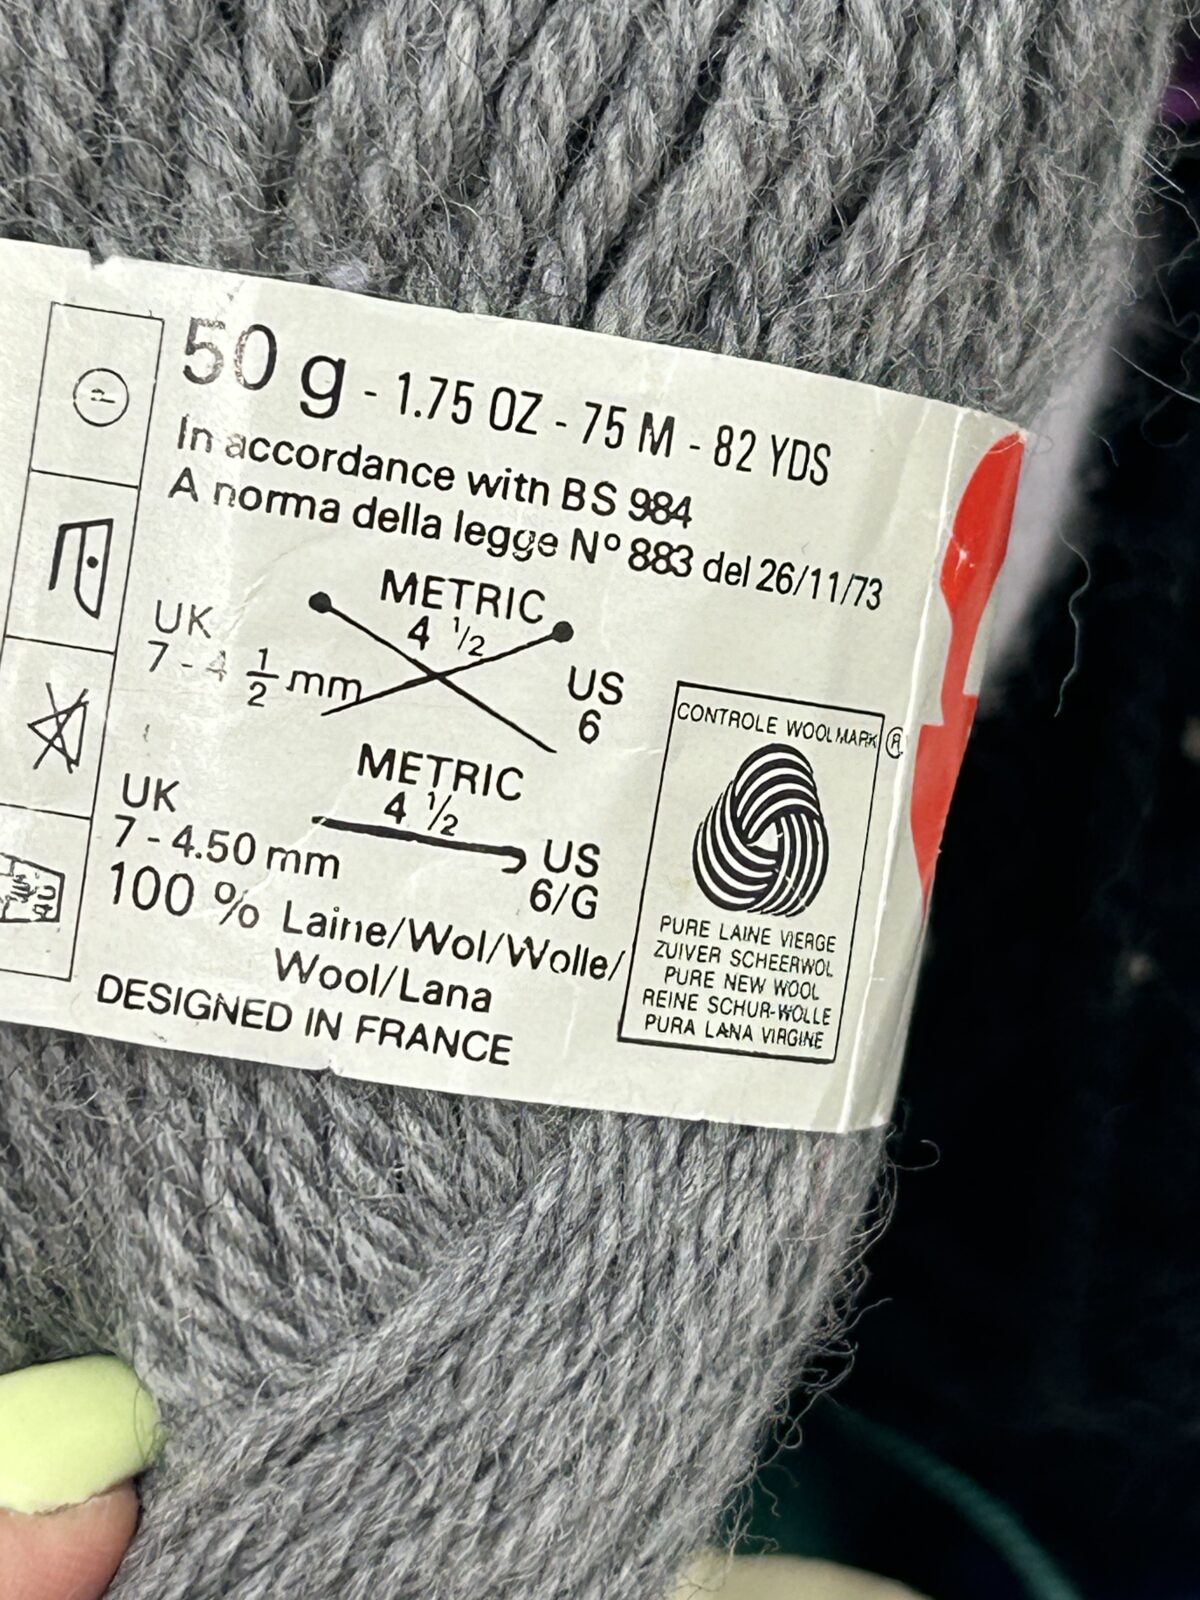 50 g - 1.75 OZ - 75 M - 82 YDS
In accordance with BS 984
A norma della legge N° 883 del 26/11/73
P
METRIC
4 1/2
UK
7 - 4 1/2 mm
US
6
METRIC
4 1/2
UK
7 - 4.50 mm
US
6/G
100 % Laine/Wol/Wolle/
Wool/Lana
DESIGNED IN FRANCE
CONTROLE WOOLMARK ®
PURE LAINE VIERGE
ZUIVER SCHEERWOL
PURE NEW WOOL
REINE SCHUR-WOLLE
PURA LANA VIRGINE
40